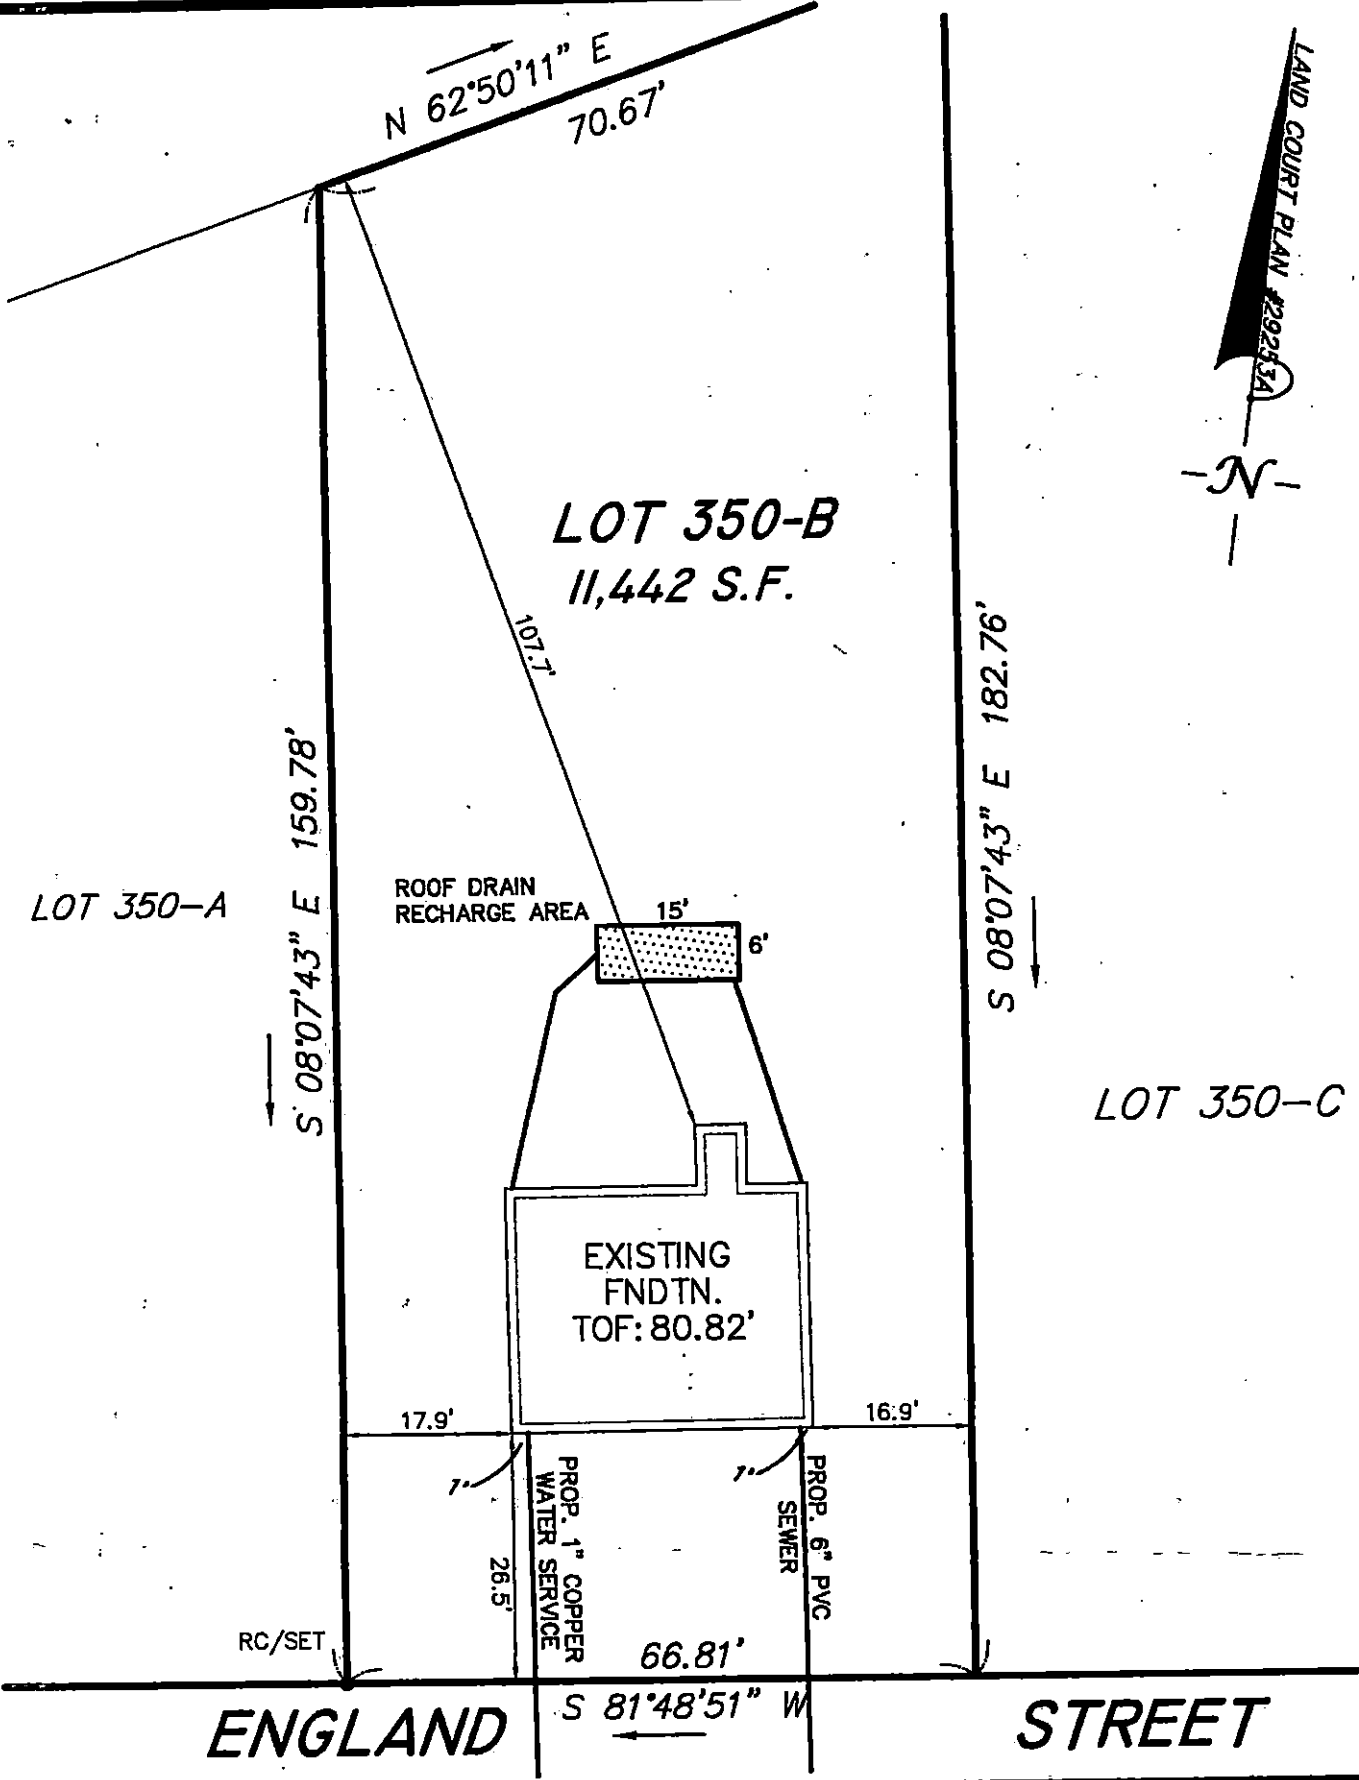 N 62°50'11" E
70.67'
LAND COURT PLAN #29253A
-N-
LOT 350-B
11,442 S.F.
107.7'
S 08°07'43" E 159.78'
S 08°07'43" E 182.76'
LOT 350-A
ROOF DRAIN
RECHARGE AREA
15'
6'
LOT 350-C
EXISTING
FNDTN.
TOF: 80.82'
17.9'
16.9'
PROP. 1" COPPER
WATER SERVICE
PROP. 6" PVC
SEWER
26.5'
RC/SET
66.81'
S 81°48'51" W
ENGLAND STREET